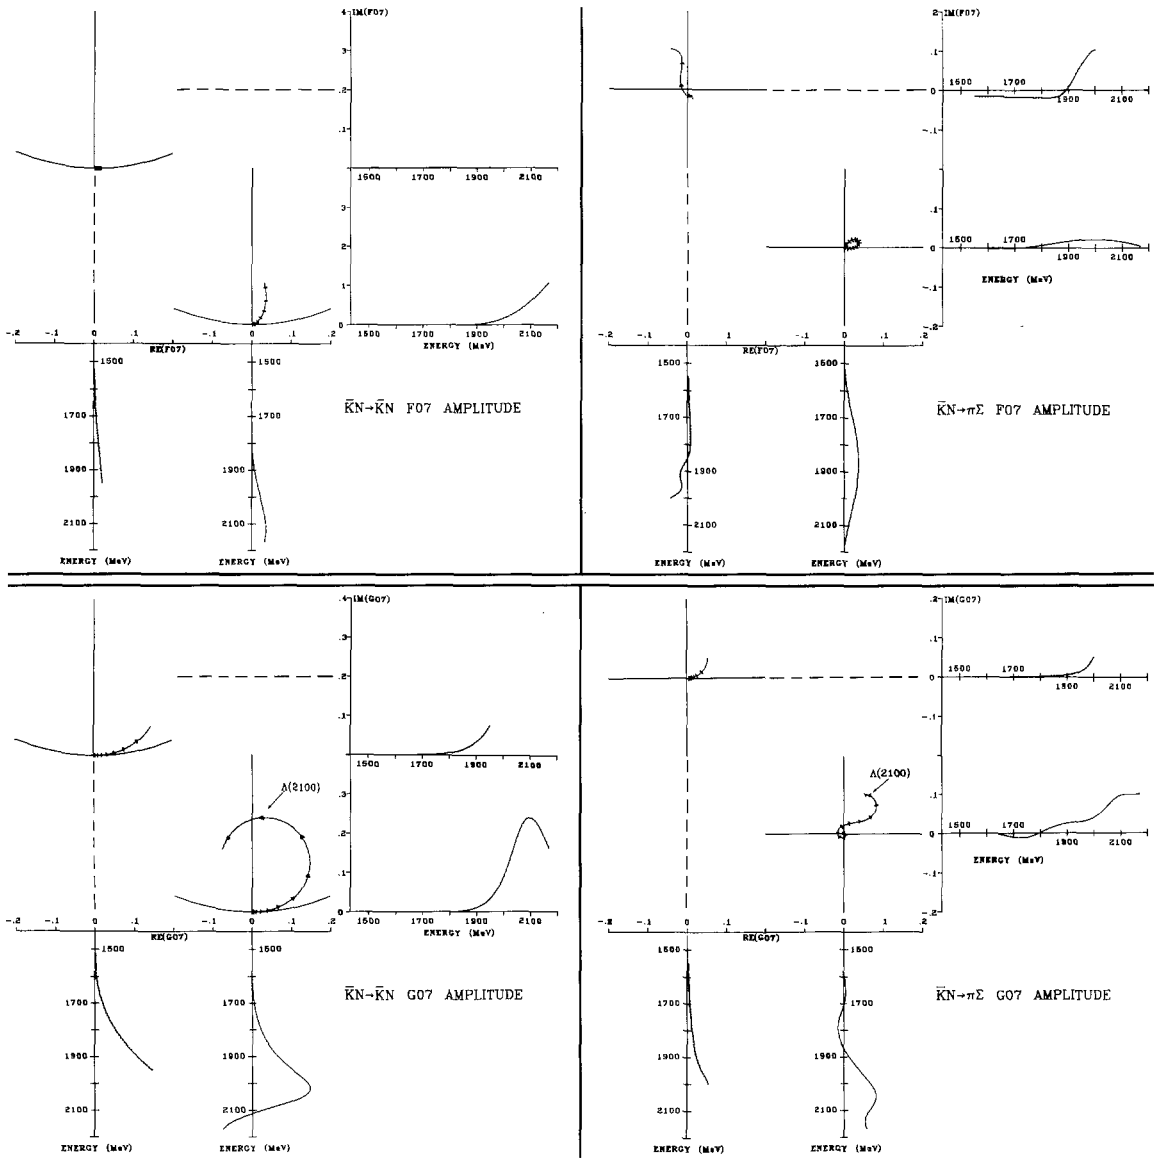 .4 IM(F07)
.3
.2
.1
0
1500 1700 1900 2100
.3
.2
.1
0
1500 1700 1900 2100
ENERGY (MeV)
-.2 -.1 0 .1 -.1 0 .1 .2
RE(F07)
1500 1500
1700 1700
1900 1900
2100 2100
ENERGY (MeV) ENERGY (MeV)
K̄N→K̄N F07 AMPLITUDE
.2 IM(F07)
.1
0
1500 1700 1900 2100
-.1
.1
0
1500 1700 1900 2100
ENERGY (MeV)
-.1
-.2
-.2 -.1 0 .1 -.1 0 .1 .2
RE(F07)
1500 1500
1700 1700
1900 1900
2100 2100
ENERGY (MeV) ENERGY (MeV)
K̄N→πΣ F07 AMPLITUDE
.4 IM(G07)
.3
.2
.1
0
1500 1700 1900 2100
Λ(2100)
.3
.2
.1
0
1500 1700 1900 2100
ENERGY (MeV)
-.2 -.1 0 .1 -.1 0 .1 .2
RE(G07)
1500 1500
1700 1700
1900 1900
2100 2100
ENERGY (MeV) ENERGY (MeV)
K̄N→K̄N G07 AMPLITUDE
.2 IM(G07)
.1
0
1500 1700 1900 2100
-.1
Λ(2100)
.1
0
1500 1700 1900 2100
ENERGY (MeV)
-.1
-.2
-.2 -.1 0 .1 -.1 0 .1 .2
RE(G07)
1500 1500
1700 1700
1900 1900
2100 2100
ENERGY (MeV) ENERGY (MeV)
K̄N→πΣ G07 AMPLITUDE